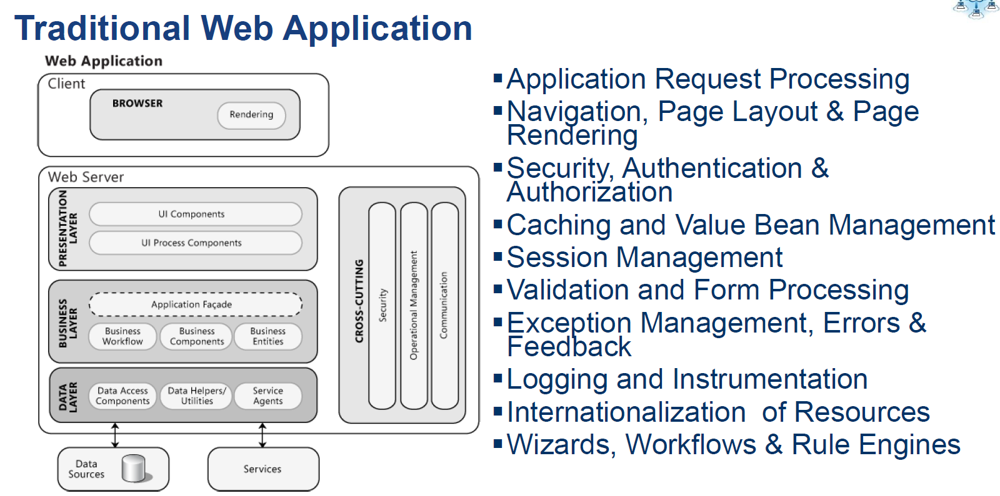 Traditional Web Application
Web Application
Client
BROWSER
Rendering
Web Server
PRESENTATION
LAYER
UI Components
UI Process Components
BUSINESS
LAYER
Application Façade
Business
Workflow
Business
Components
Business
Entities
DATA
LAYER
Data Access
Components
Data Helpers/
Utilities
Service
Agents
CROSS-CUTTING
Security
Operational Management
Communication
Data
Sources
Services
▪Application Request Processing
▪Navigation, Page Layout & Page
Rendering
▪Security, Authentication &
Authorization
▪Caching and Value Bean Management
▪Session Management
▪Validation and Form Processing
▪Exception Management, Errors &
Feedback
▪Logging and Instrumentation
▪Internationalization of Resources
▪Wizards, Workflows & Rule Engines